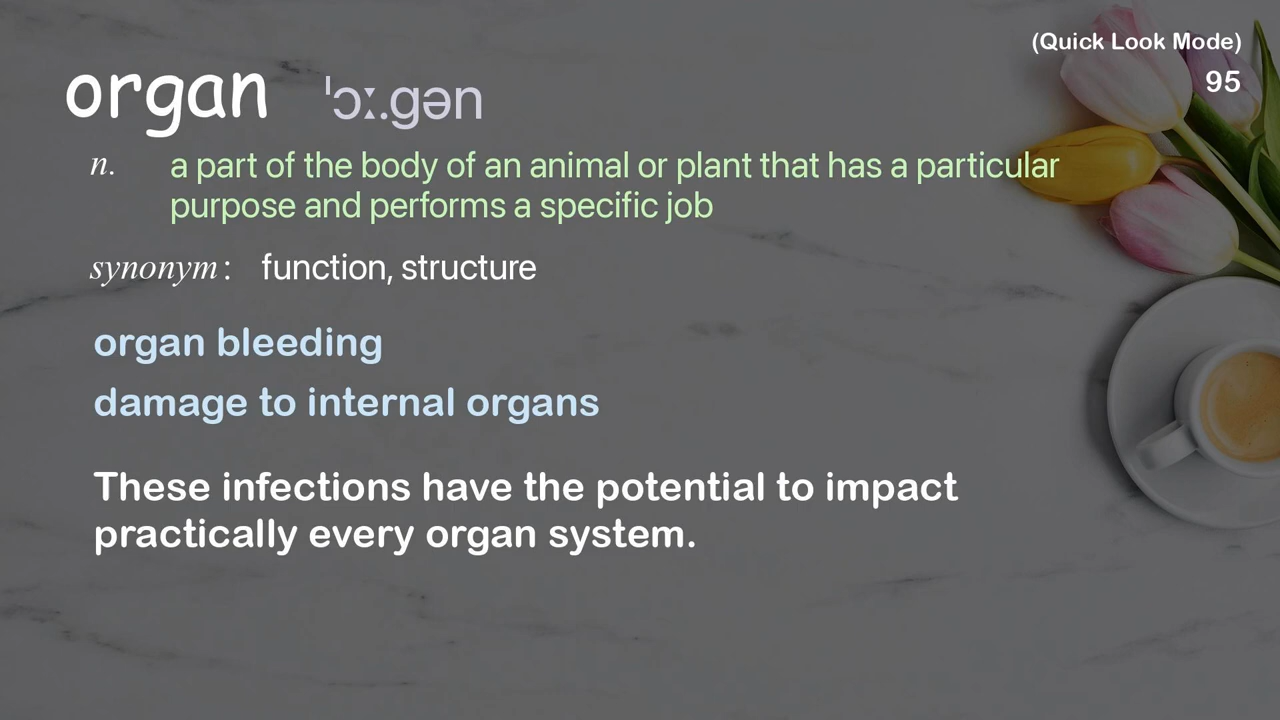 (Quick Look Mode)
95
organ ˈɔː.gən
n. a part of the body of an animal or plant that has a particular
purpose and performs a specific job
synonym: function, structure
organ bleeding
damage to internal organs
These infections have the potential to impact
practically every organ system.